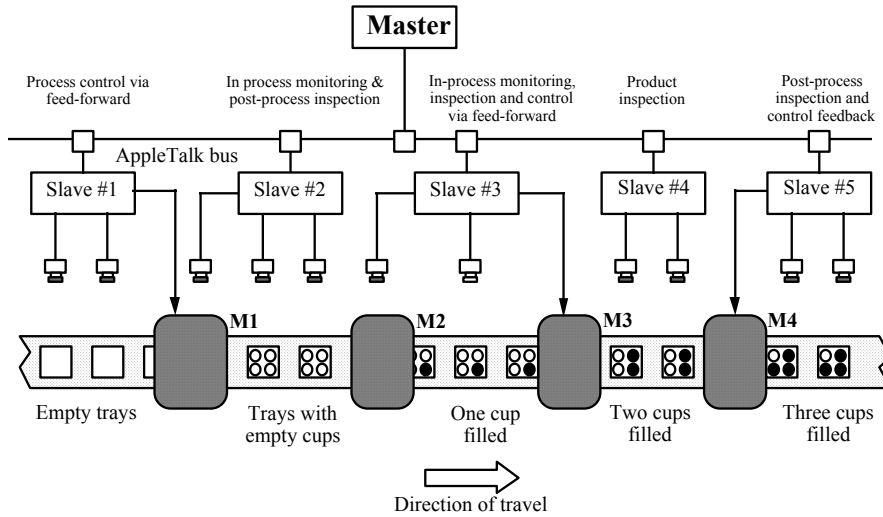 Master
Process control via
feed-forward
In process monitoring &
post-process inspection
In-process monitoring,
inspection and control
via feed-forward
Product
inspection
Post-process
inspection and
control feedback
AppleTalk bus
Slave #1
Slave #2
Slave #3
Slave #4
Slave #5
M1
M2
M3
M4
Empty trays
Trays with
empty cups
One cup
filled
Two cups
filled
Three cups
filled
Direction of travel